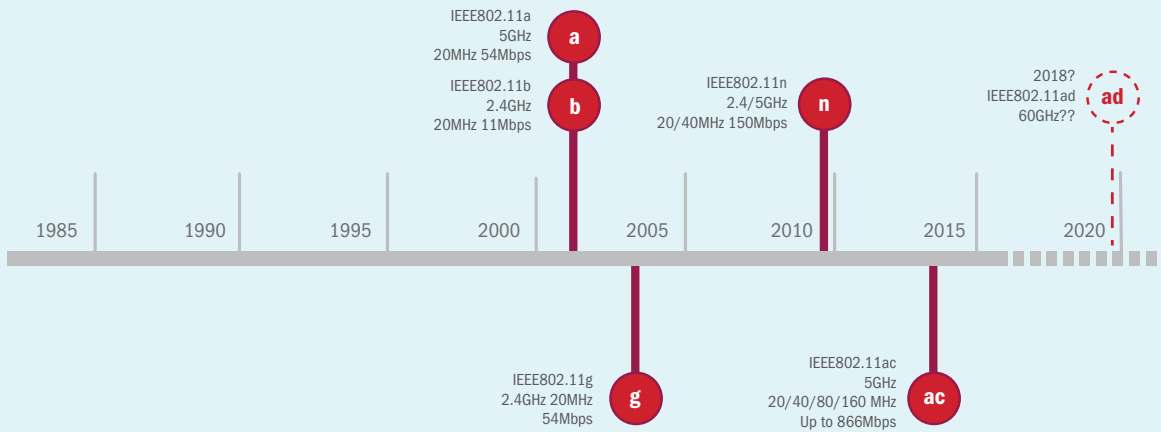 IEEE802.11a
5GHz
20MHz 54Mbps
a
IEEE802.11b
2.4GHz
20MHz 11Mbps
b
IEEE802.11n
2.4/5GHz
20/40MHz 150Mbps
n
2018?
IEEE802.11ad
60GHz??
ad
1985
1990
1995
2000
2005
2010
2015
2020
IEEE802.11g
2.4GHz 20MHz
54Mbps
g
IEEE802.11ac
5GHz
20/40/80/160 MHz
Up to 866Mbps
ac